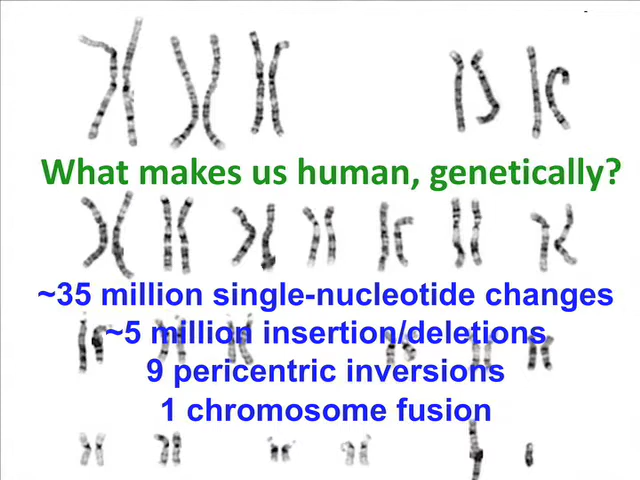 What makes us human, genetically?
~35 million single-nucleotide changes
~5 million insertion/deletions
9 pericentric inversions
1 chromosome fusion